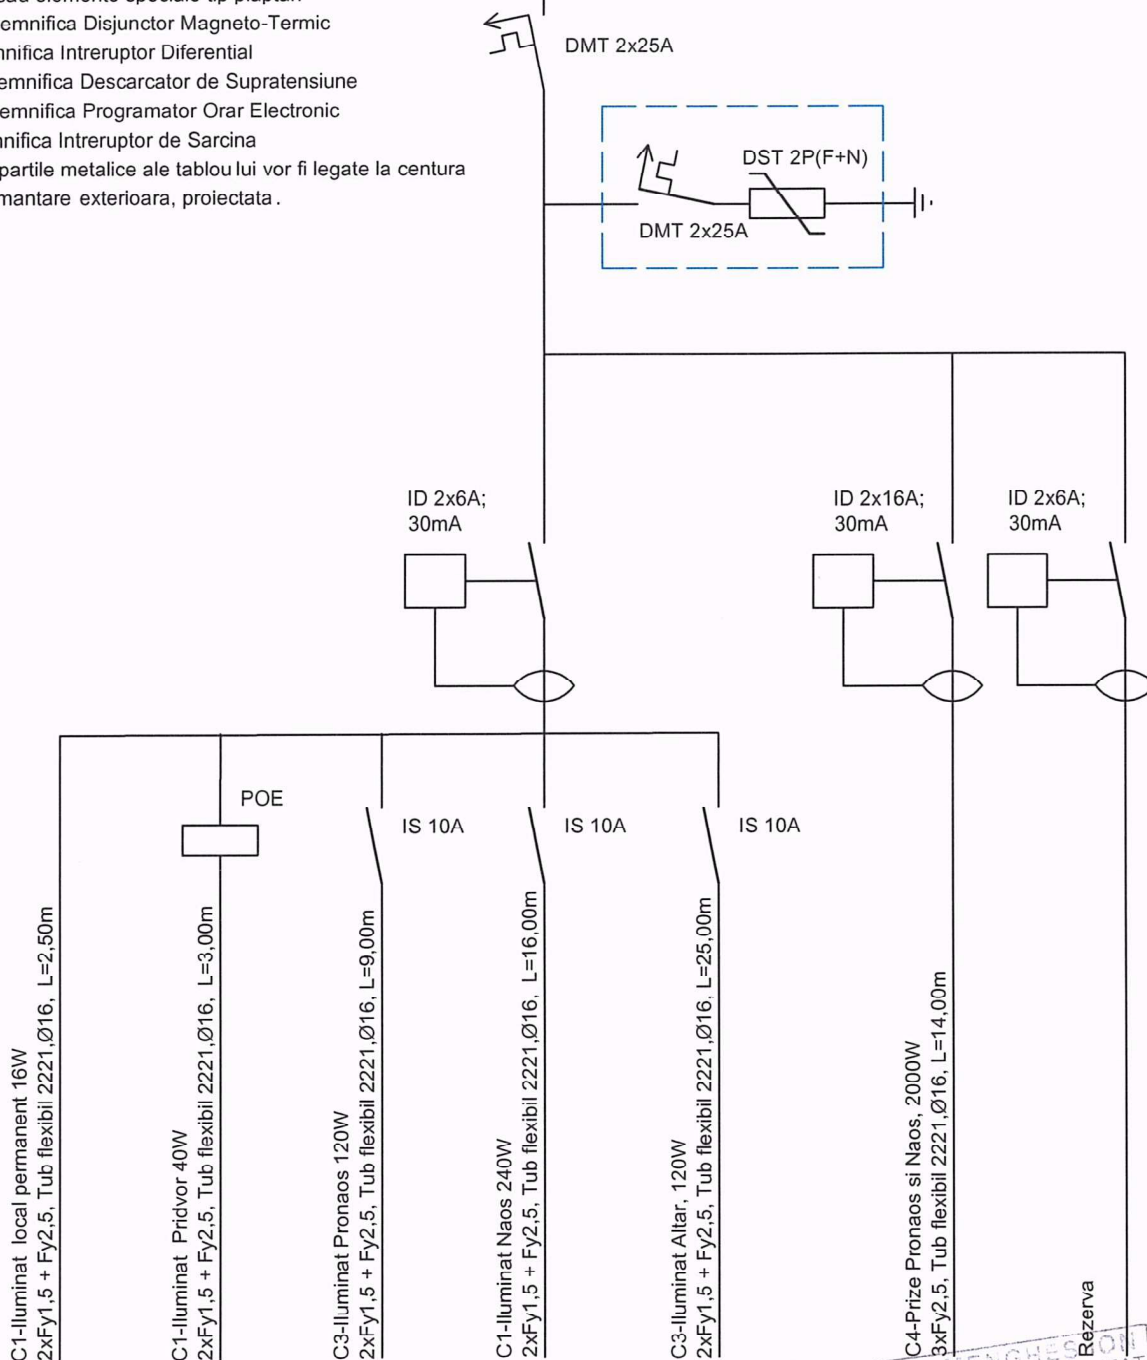 emnifica Disjunctor Magneto-Termic
nnifica Intreruptor Diferential
emnifica Descarcator de Supratensiune
emnifica Programator Orar Electronic
nnifica Intreruptor de Sarcina
partile metalice ale tabloului vor fi legate la centura
mantare exterioara, proiectata.
DMT 2x25A
DST 2P(F+N)
DMT 2x25A
ID 2x6A;
30mA
ID 2x16A;
30mA
ID 2x6A;
30mA
POE
IS 10A
IS 10A
IS 10A
C1-Iluminat local permanent 16W
2xFy1,5 + Fy2,5, Tub flexibil 2221,Ø16, L=2,50m
C1-Iluminat Pridvor 40W
2xFy1,5 + Fy2,5, Tub flexibil 2221,Ø16, L=3,00m
C3-Iluminat Pronaos 120W
2xFy1,5 + Fy2,5, Tub flexibil 2221,Ø16, L=9,00m
C1-Iluminat Naos 240W
2xFy1,5 + Fy2,5, Tub flexibil 2221,Ø16, L=16,00m
C3-Iluminat Altar, 120W
2xFy1,5 + Fy2,5, Tub flexibil 2221,Ø16, L=25,00m
C4-Prize Pronaos si Naos, 2000W
3xFy2,5, Tub flexibil 2221,Ø16, L=14,00m
Rezerva